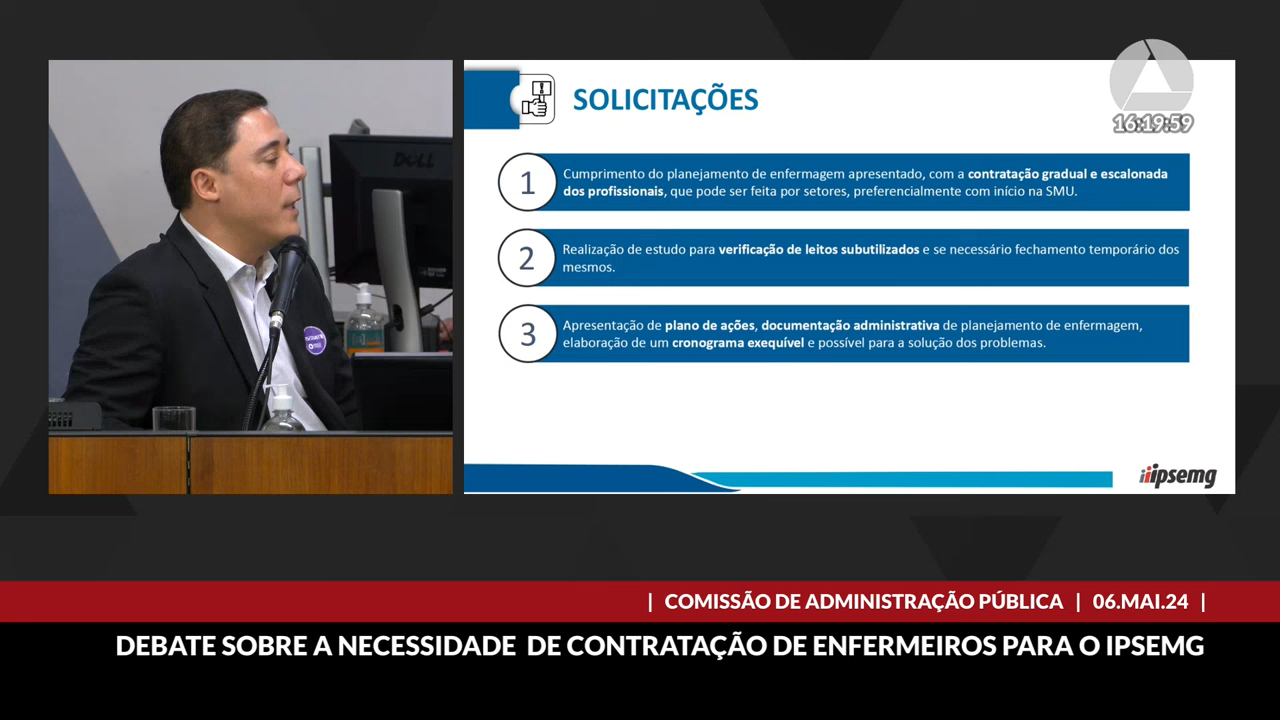 DELL
SOLICITAÇÕES
16:19:59
1
Cumprimento do planejamento de enfermagem apresentado, com a contratação gradual e escalonada
dos profissionais, que pode ser feita por setores, preferencialmente com início na SMU.
2
Realização de estudo para verificação de leitos subutilizados e se necessário fechamento temporário dos
mesmos.
3
Apresentação de plano de ações, documentação administrativa de planejamento de enfermagem,
elaboração de um cronograma exequível e possível para a solução dos problemas.
ipsemg
| COMISSÃO DE ADMINISTRAÇÃO PÚBLICA | 06.MAI.24 |
DEBATE SOBRE A NECESSIDADE DE CONTRATAÇÃO DE ENFERMEIROS PARA O IPSEMG